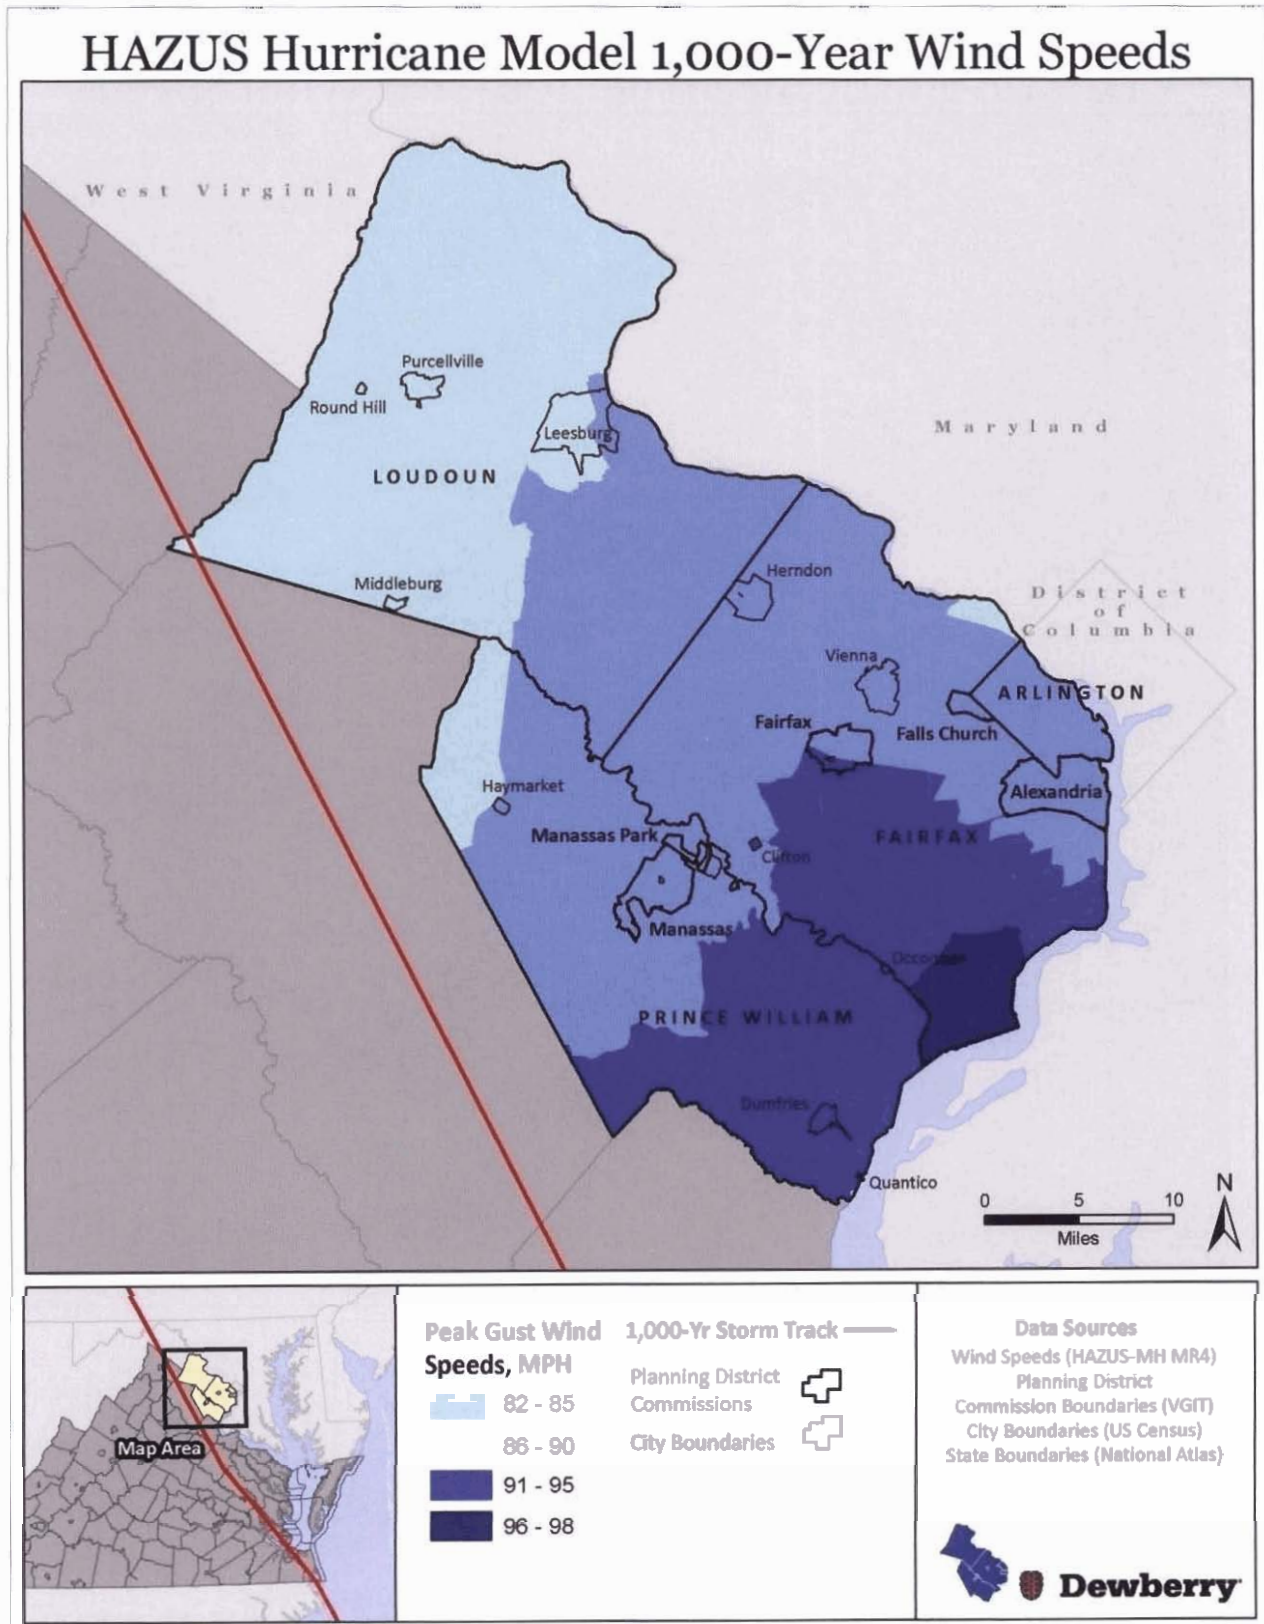 HAZUS Hurricane Model 1,000-Year Wind Speeds
West Virginia
Purcellville
Round Hill
Leesburg
Maryland
LOUDOUN
Herndon
Middleburg
District
of
Columbia
Vienna
ARLINGTON
Fairfax
Falls Church
Haymarket
Alexandria
Manassas Park
FAIRFAX
Clifton
Manassas
Occoquan
PRINCE WILLIAM
Dumfries
Quantico
N
0 5 10
Miles
Map Area
Peak Gust Wind
Speeds, MPH
82 - 85
86 - 90
91 - 95
96 - 98
1,000-Yr Storm Track
Planning District
Commissions
City Boundaries
Data Sources
Wind Speeds (HAZUS-MH MR4)
Planning District
Commission Boundaries (VGIT)
City Boundaries (US Census)
State Boundaries (National Atlas)
Dewberry